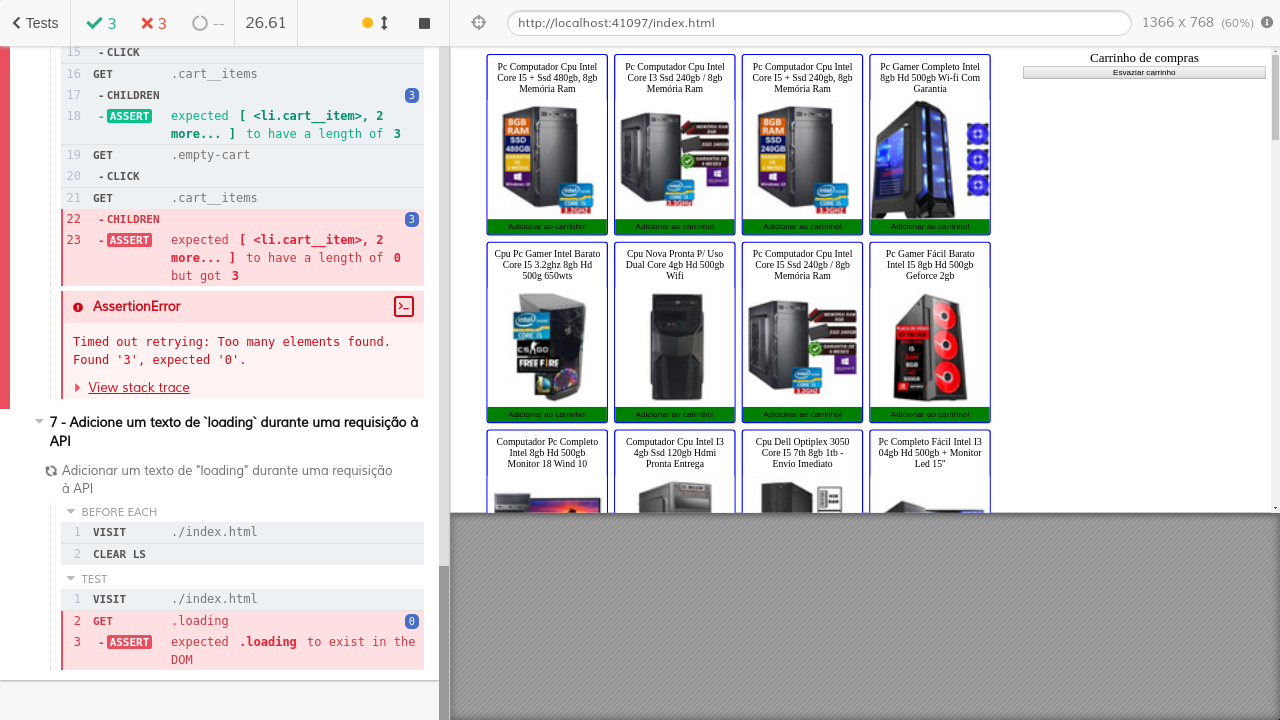 Tests
3
3
--
26.61
http://localhost:41097/index.html
1366 x 768 (60%)
15 - CLICK
16 GET .cart__items
17 - CHILDREN 3
18 - ASSERT expected [ <li.cart__item>, 2
more... ] to have a length of 3
19 GET .empty-cart
20 - CLICK
21 GET .cart__items
22 - CHILDREN 3
23 - ASSERT expected [ <li.cart__item>, 2
more... ] to have a length of 0
but got 3
AssertionError
Timed out retrying: Too many elements found.
Found '3', expected '0'.
View stack trace
7 - Adicione um texto de `loading` durante uma requisição à
API
Adicionar um texto de "loading" durante uma requisição
à API
BEFORE EACH
1 VISIT ./index.html
2 CLEAR LS
TEST
1 VISIT ./index.html
2 GET .loading 0
3 - ASSERT expected .loading to exist in the
DOM
Pc Computador Cpu Intel
Core I5 + Ssd 480gb, 8gb
Memória Ram
8GB
RAM
SSD
480GB
Adicionar ao carrinho!
Pc Computador Cpu Intel
Core I3 Ssd 240gb / 8gb
Memória Ram
Adicionar ao carrinho!
Pc Computador Cpu Intel
Core I5 + Ssd 240gb, 8gb
Memória Ram
8GB
RAM
SSD
240GB
Adicionar ao carrinho!
Pc Gamer Completo Intel
8gb Hd 500gb Wi-fi Com
Garantia
Adicionar ao carrinho!
Cpu Pc Gamer Intel Barato
Core I5 3.2ghz 8gb Hd
500g 650wts
CS:GO
FREE FIRE
Adicionar ao carrinho!
Cpu Nova Pronta P/ Uso
Dual Core 4gb Hd 500gb
Wifi
Adicionar ao carrinho!
Pc Computador Cpu Intel
Core I5 Ssd 240gb / 8gb
Memória Ram
Adicionar ao carrinho!
Pc Gamer Fácil Barato
Intel I5 8gb Hd 500gb
Geforce 2gb
Adicionar ao carrinho!
Computador Pc Completo
Intel 8gb Hd 500gb
Monitor 18 Wind 10
Computador Cpu Intel I3
4gb Ssd 120gb Hdmi
Pronta Entrega
Cpu Dell Optiplex 3050
Core I5 7th 8gb 1tb -
Envio Imediato
Pc Completo Fácil Intel I3
04gb Hd 500gb + Monitor
Led 15"
Carrinho de compras
Esvaziar carrinho